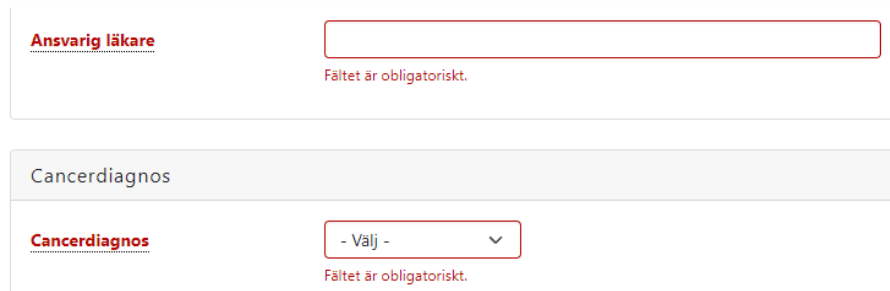 Ansvarig läkare
Fältet är obligatoriskt.
Cancerdiagnos
Cancerdiagnos
- Välj -
Fältet är obligatoriskt.